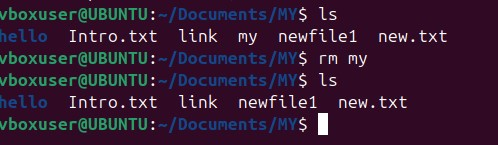 vboxuser@UBUNTU:~/Documents/MY$ ls
hello  Intro.txt  link  my  newfile1  new.txt
vboxuser@UBUNTU:~/Documents/MY$ rm my
vboxuser@UBUNTU:~/Documents/MY$ ls
hello  Intro.txt  link  newfile1  new.txt
vboxuser@UBUNTU:~/Documents/MY$